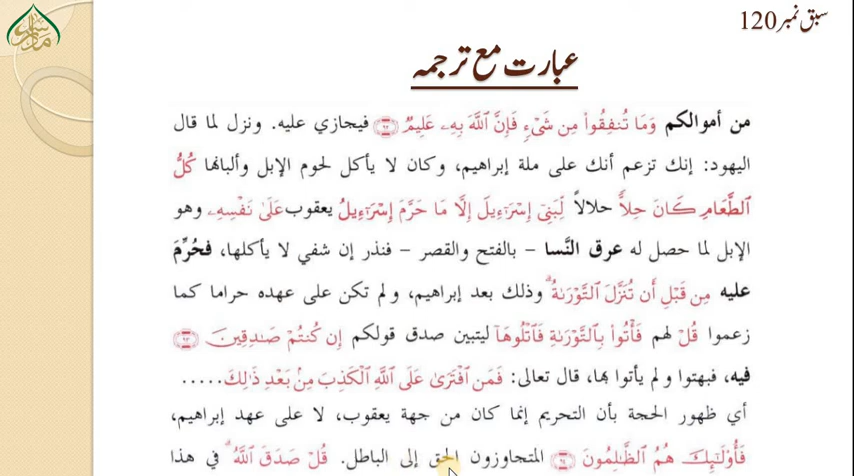 سبق نمبر 120
عبارت مع ترجمہ
من أموالكم وَمَا تُنفِقُوا۟ مِن شَىْءٍ فَإِنَّ ٱللَّهَ بِهِۦ عَلِيمٌ ۝٩٢ فيجازي عليه. ونزل لما قال
اليهود: إنك تزعم أنك على ملة إبراهيم، وكان لا يأكل لحوم الإبل وألبانها كُلُّ
ٱلطَّعَامِ كَانَ حِلًّا حلالاً لِّبَنِىٓ إِسْرَٰٓءِيلَ إِلَّا مَا حَرَّمَ إِسْرَٰٓءِيلُ يعقوب عَلَىٰ نَفْسِهِۦ وهو
الإبل لما حصل له عرق النَّسا – بالفتح والقصر – فنذر إن شفي لا يأكلها، فحُرِّمَ
عليه مِن قَبْلِ أَن تُنَزَّلَ ٱلتَّوْرَىٰةُ ۗ وذلك بعد إبراهيم، ولم تكن على عهده حراما كما
زعموا قُلْ لهم فَأْتُوا۟ بِٱلتَّوْرَىٰةِ فَٱتْلُوهَآ ليتبين صدق قولكم إِن كُنتُمْ صَٰدِقِينَ ۝٩٣
فيه، فبهتوا ولم يأتوا بها، قال تعالى: فَمَنِ ٱفْتَرَىٰ عَلَى ٱللَّهِ ٱلْكَذِبَ مِنۢ بَعْدِ ذَٰلِكَ .....
أي ظهور الحجة بأن التحريم إنما كان من جهة يعقوب، لا على عهد إبراهيم،
فَأُو۟لَٰٓئِكَ هُمُ ٱلظَّٰلِمُونَ ۝٩٤ المتجاوزون الحق إلى الباطل. قُلْ صَدَقَ ٱللَّهُ ۗ في هذا